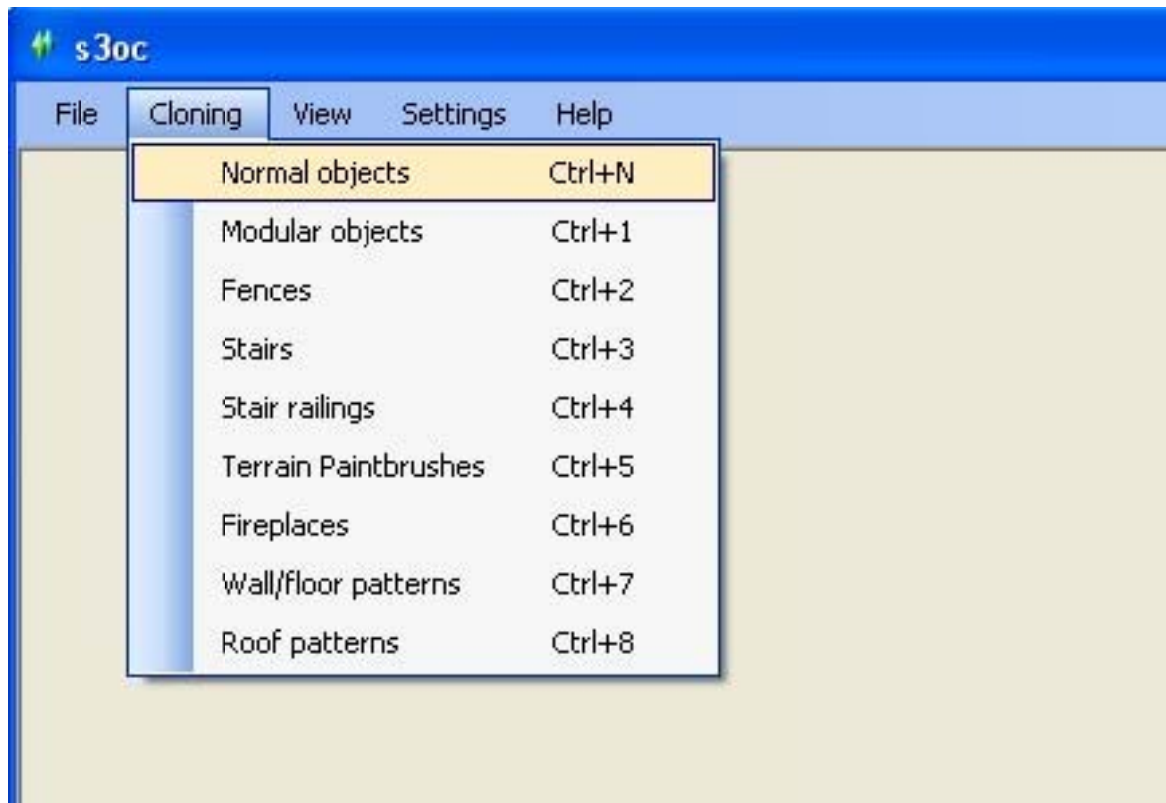 s3oc
File Cloning View Settings Help
Normal objects Ctrl+N
Modular objects Ctrl+1
Fences Ctrl+2
Stairs Ctrl+3
Stair railings Ctrl+4
Terrain Paintbrushes Ctrl+5
Fireplaces Ctrl+6
Wall/floor patterns Ctrl+7
Roof patterns Ctrl+8